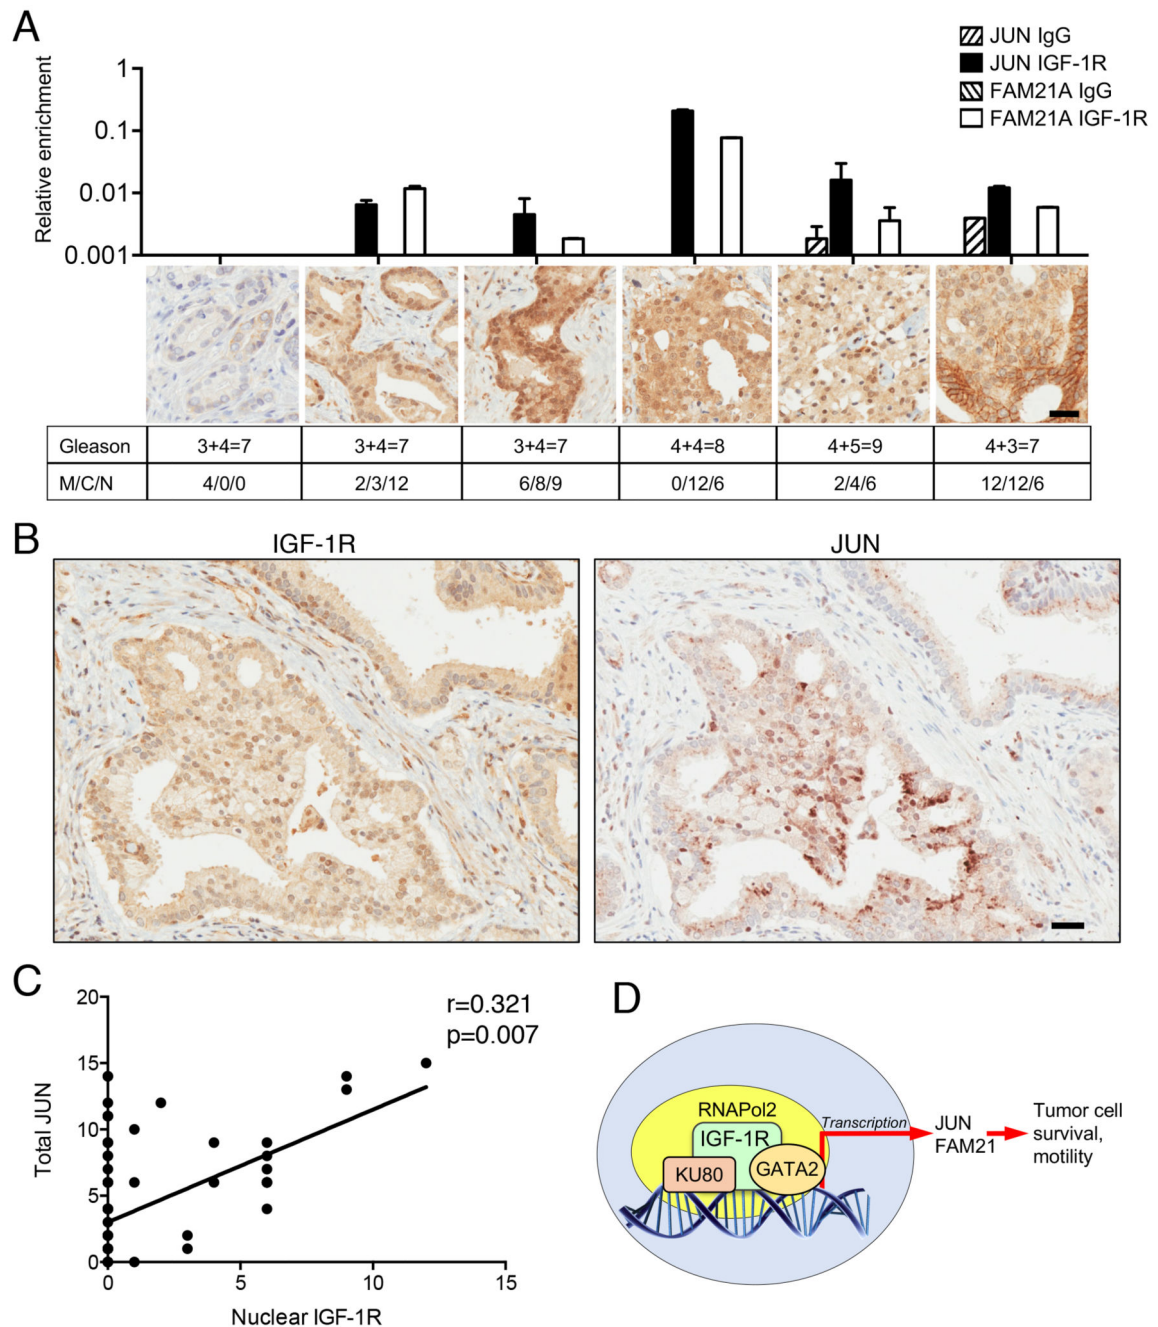 A
JUN IgG
JUN IGF-1R
FAM21A IgG
FAM21A IGF-1R
Relative enrichment
1
0.1
0.01
0.001
Gleason 3+4=7 3+4=7 3+4=7 4+4=8 4+5=9 4+3=7
M/C/N 4/0/0 2/3/12 6/8/9 0/12/6 2/4/6 12/12/6
B
IGF-1R JUN
C
r=0.321
p=0.007
Total JUN
20
15
10
5
0
0 5 10 15
Nuclear IGF-1R
D
RNAPol2
IGF-1R
KU80
GATA2
Transcription
JUN
FAM21
Tumor cell
survival,
motility